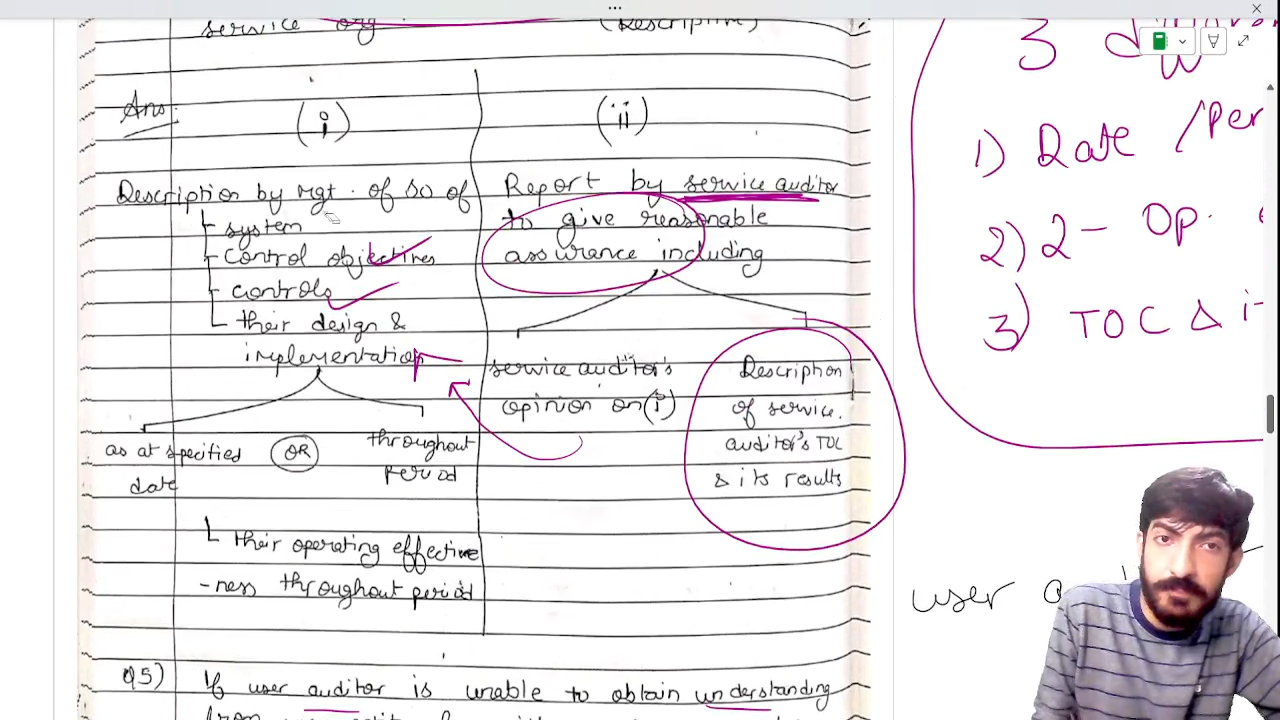 service org (Descriptive)
Ans:
(i)
(ii)
Description by Mgt. of SO of
system
control objectives
controls
their design &
implementation
as at specified
date
OR
throughout
period
their operating effective
-ness throughout period
Report by service auditor
to give reasonable
assurance including
service auditor's
opinion on (i)
Description
of service
auditor's TOC
& its results
Q5) If user auditor is unable to obtain understanding
3
1) Date /Per
2) 2- Op.
3) TOC & i
user a